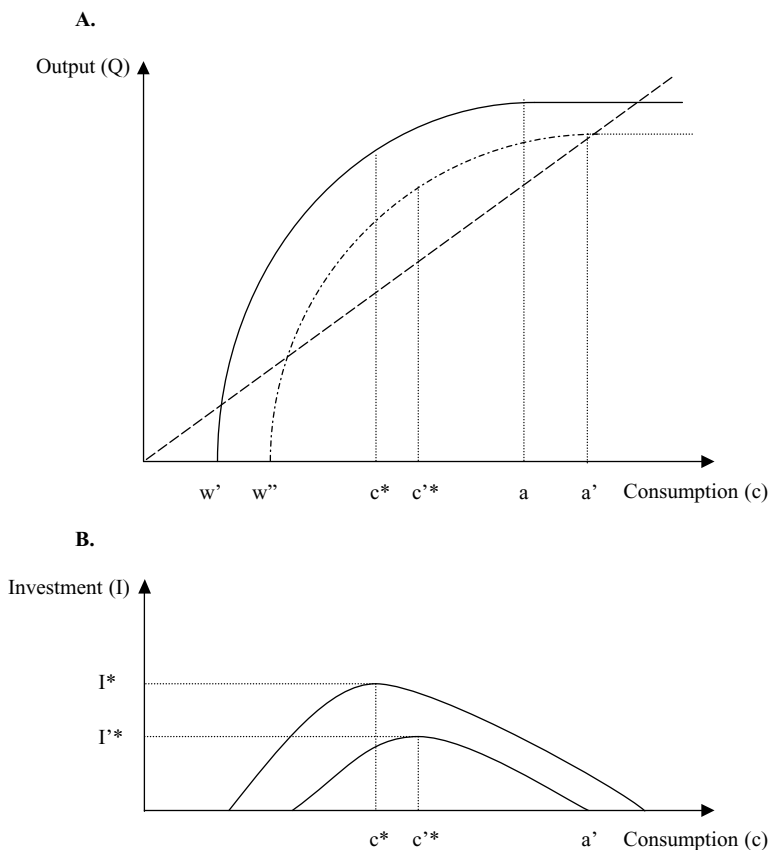 A.
Output (Q)
w’ w” c* c’* a a’ Consumption (c)
B.
Investment (I)
I*
I’*
c* c’* a’ Consumption (c)